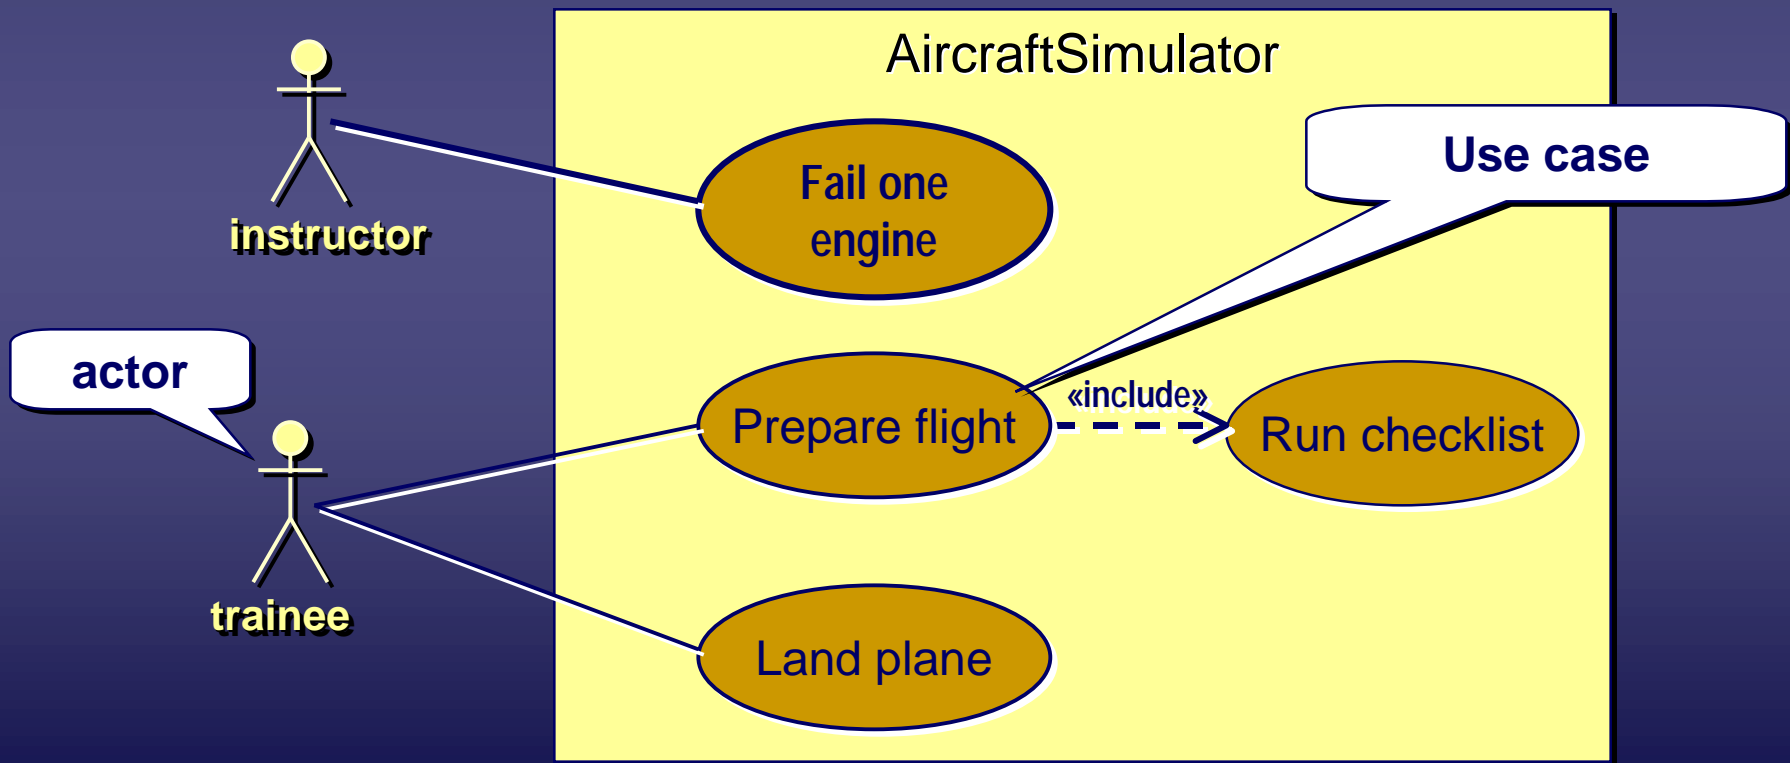 AircraftSimulator
instructor
Fail one
engine
Use case
actor
trainee
Prepare flight
«include»
Run checklist
Land plane